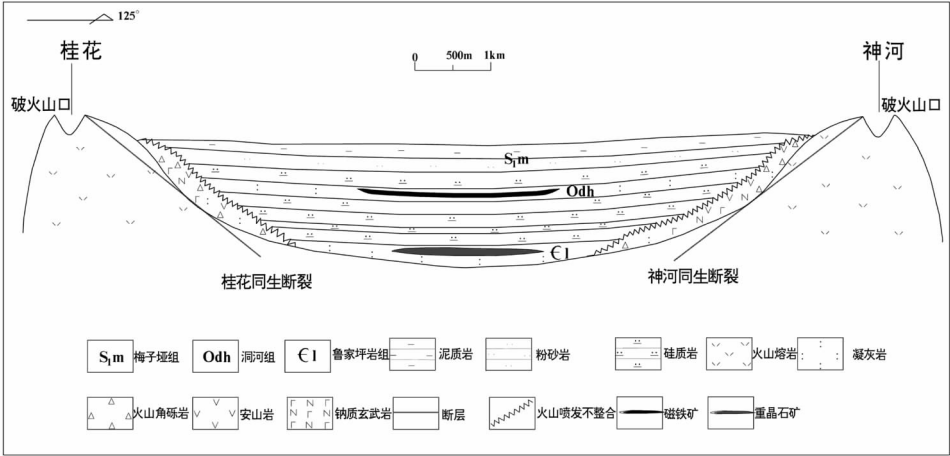 125°
桂花
神河
0 500m 1km
破火山口
破火山口
S₁m
Odh
Є1
桂花同生断裂
神河同生断裂
S₁m 梅子垭组 Odh 洞河组 Є1 鲁家坪岩组 泥质岩 粉砂岩 硅质岩 火山熔岩 凝灰岩
火山角砾岩 安山岩 钠质玄武岩 断层 火山喷发不整合 磁铁矿 重晶石矿